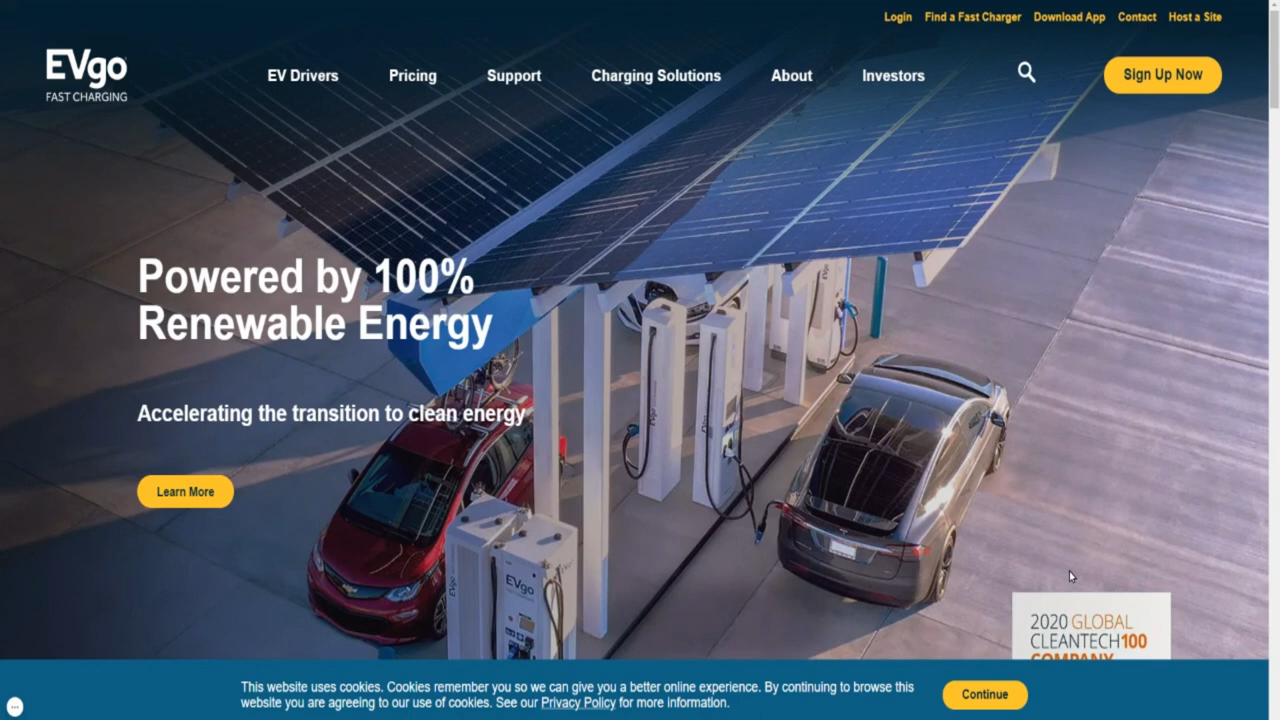 Login Find a Fast Charger Download App Contact Host a Site
EVgo
FAST CHARGING
EV Drivers Pricing Support Charging Solutions About Investors
Sign Up Now
Powered by 100%
Renewable Energy
Accelerating the transition to clean energy
Learn More
EVgo
EVgo
EVgo
2020 GLOBAL
CLEANTECH100
COMPANY
This website uses cookies. Cookies remember you so we can give you a better online experience. By continuing to browse this
website you are agreeing to our use of cookies. See our Privacy Policy for more information.
Continue